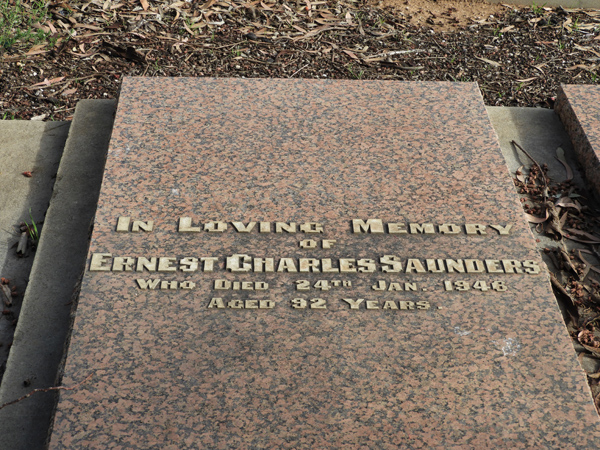 In Loving Memory
OF
Ernest Charles Saunders
Who Died 24th Jan. 1946
Aged 92 Years.